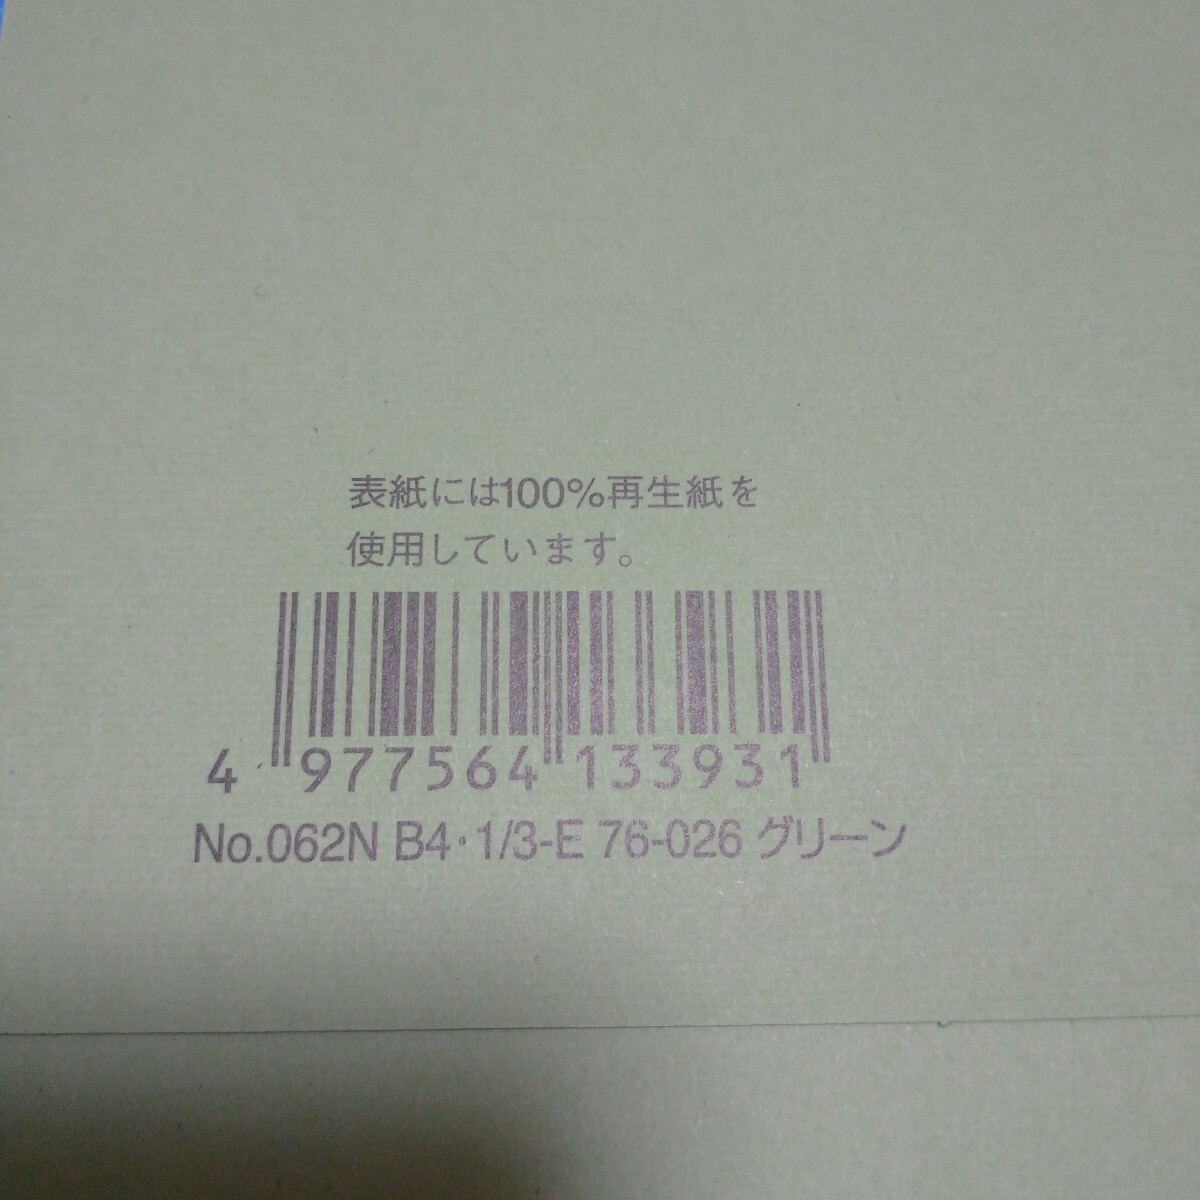 表紙には100%再生紙を
使用しています。
4 977564 133931
No.062N B4・1/3-E 76-026 グリーン